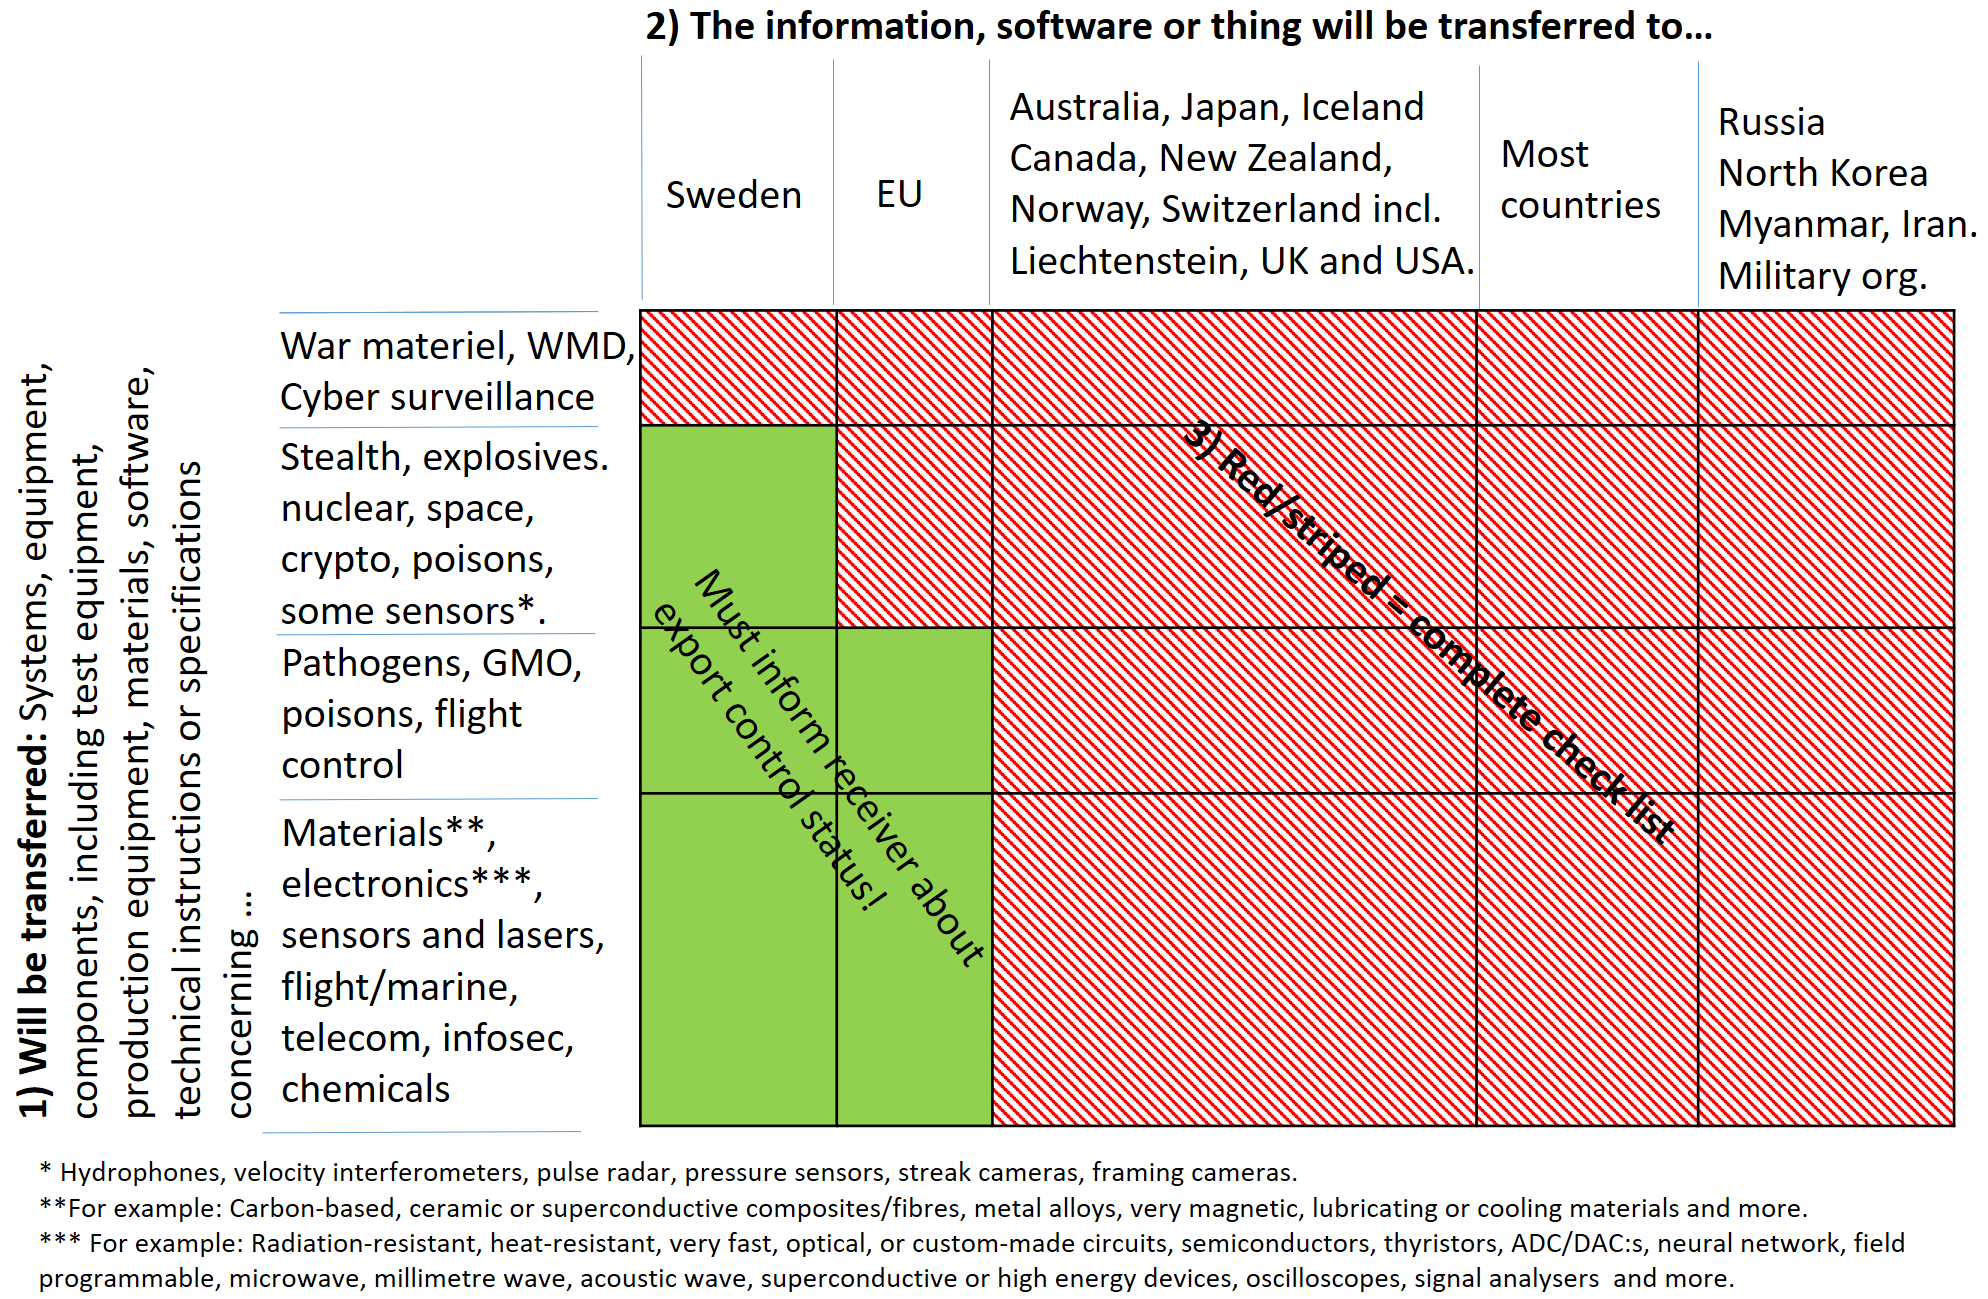 2) The information, software or thing will be transferred to...
Sweden
EU
Australia, Japan, Iceland
Canada, New Zealand,
Norway, Switzerland incl.
Liechtenstein, UK and USA.
Most
countries
Russia
North Korea
Myanmar, Iran.
Military org.
1) Will be transferred: Systems, equipment,
components, including test equipment,
production equipment, materials, software,
technical instructions or specifications
concerning ...
War materiel, WMD,
Cyber surveillance
Stealth, explosives.
nuclear, space,
crypto, poisons,
some sensors*.
Pathogens, GMO,
poisons, flight
control
Materials**,
electronics***,
sensors and lasers,
flight/marine,
telecom, infosec,
chemicals
Must inform receiver about
export control status!
3) Red/striped = complete check list
* Hydrophones, velocity interferometers, pulse radar, pressure sensors, streak cameras, framing cameras.
**For example: Carbon-based, ceramic or superconductive composites/fibres, metal alloys, very magnetic, lubricating or cooling materials and more.
*** For example: Radiation-resistant, heat-resistant, very fast, optical, or custom-made circuits, semiconductors, thyristors, ADC/DAC:s, neural network, field
programmable, microwave, millimetre wave, acoustic wave, superconductive or high energy devices, oscilloscopes, signal analysers  and more.